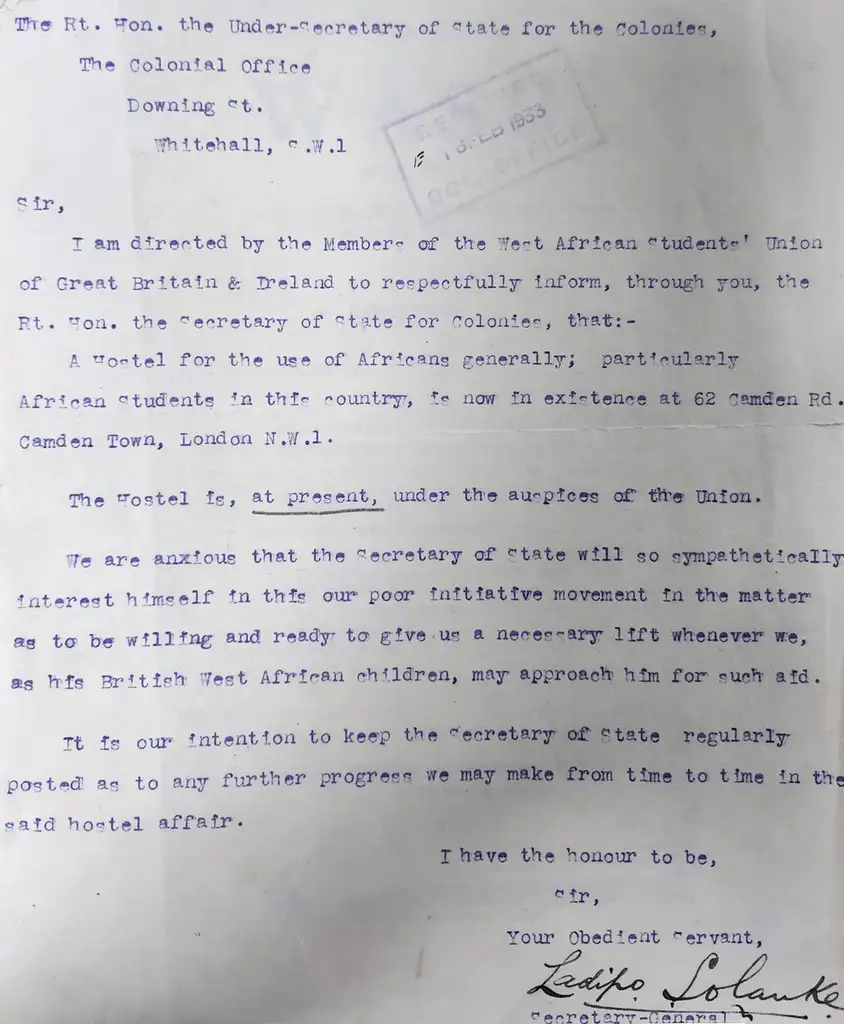 The Rt. Hon. the Under-Secretary of State for the Colonies,
The Colonial Office
Downing St.
Whitehall, S.W.1
RECEIVED
FEB 1933
COL. OFFICE
Sir,
I am directed by the Members of the West African Students' Union
of Great Britain & Ireland to respectfully inform, through you, the
Rt. Hon. the Secretary of State for Colonies, that:-
A Hostel for the use of Africans generally; particularly
African Students in this country, is now in existence at 62 Camden Rd.
Camden Town, London N.W.1.
The Hostel is, at present, under the auspices of the Union.
We are anxious that the Secretary of State will so sympathetically
interest himself in this our poor initiative movement in the matter
as to be willing and ready to give us a necessary lift whenever we,
as his British West African children, may approach him for such aid.
It is our intention to keep the Secretary of State regularly
posted as to any further progress we may make from time to time in the
said hostel affair.
I have the honour to be,
Sir,
Your Obedient Servant,
Ladipo Solanke
Secretary-General